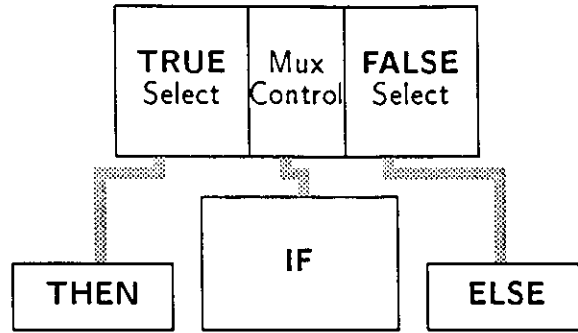 TRUE
Select
Mux
Control
FALSE
Select
IF
THEN
ELSE